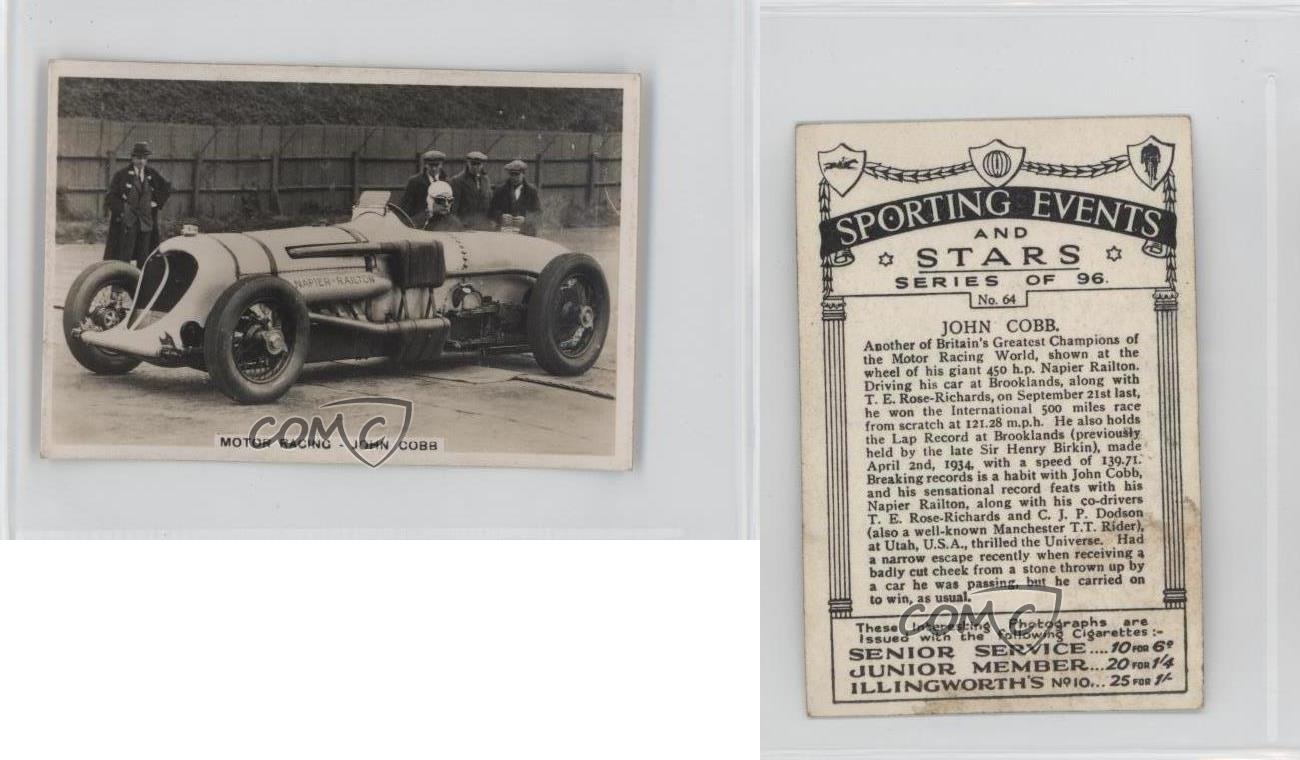 NAPIER-RAILTON
MOTOR RACING - JOHN COBB
COMC
SPORTING EVENTS
AND
STARS
SERIES OF 96.
No. 64
JOHN COBB.
Another of Britain's Greatest Champions of
the Motor Racing World, shown at the
wheel of his giant 450 h.p. Napier Railton.
Driving his car at Brooklands, along with
T. E. Rose-Richards, on September 21st last,
he won the International 500 miles race
from scratch at 121.28 m.p.h. He also holds
the Lap Record at Brooklands (previously
held by the late Sir Henry Birkin), made
April 2nd, 1934, with a speed of 139.71.
Breaking records is a habit with John Cobb,
and his sensational record feats with his
Napier Railton, along with his co-drivers
T. E. Rose-Richards and C. J. P. Dodson
(also a well-known Manchester T.T. Rider),
at Utah, U.S.A., thrilled the Universe. Had
a narrow escape recently when receiving a
badly cut cheek from a stone thrown up by
a car he was passing, but he carried on
to win, as usual.
COMC
These Interesting Photographs are
Issued with the following Cigarettes:-
SENIOR SERVICE....10 FOR 6D
JUNIOR MEMBER...20 FOR 1/4
ILLINGWORTH'S No 10... 25 FOR 1/-